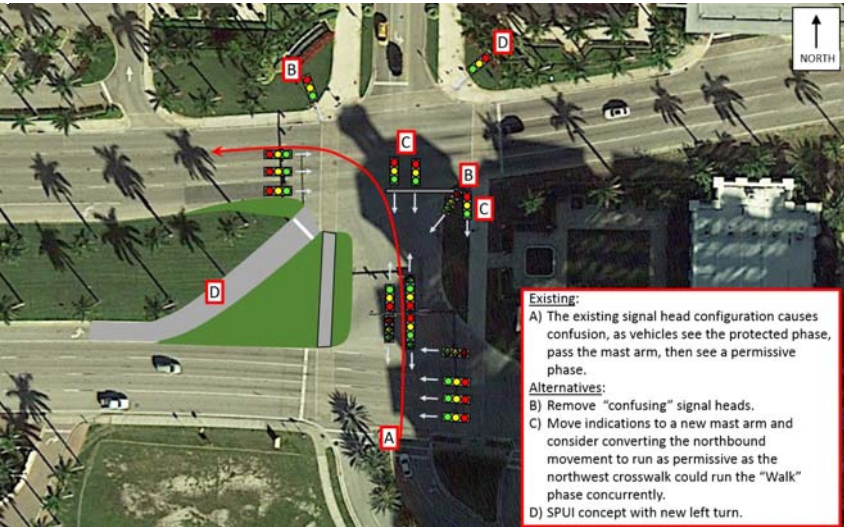 D
B
NORTH
C
B
C
D
A
Existing:
A) The existing signal head configuration causes
confusion, as vehicles see the protected phase,
pass the mast arm, then see a permissive
phase.
Alternatives:
B) Remove "confusing" signal heads.
C) Move indications to a new mast arm and
consider converting the northbound
movement to run as permissive as the
northwest crosswalk could run the "Walk"
phase concurrently.
D) SPUI concept with new left turn.